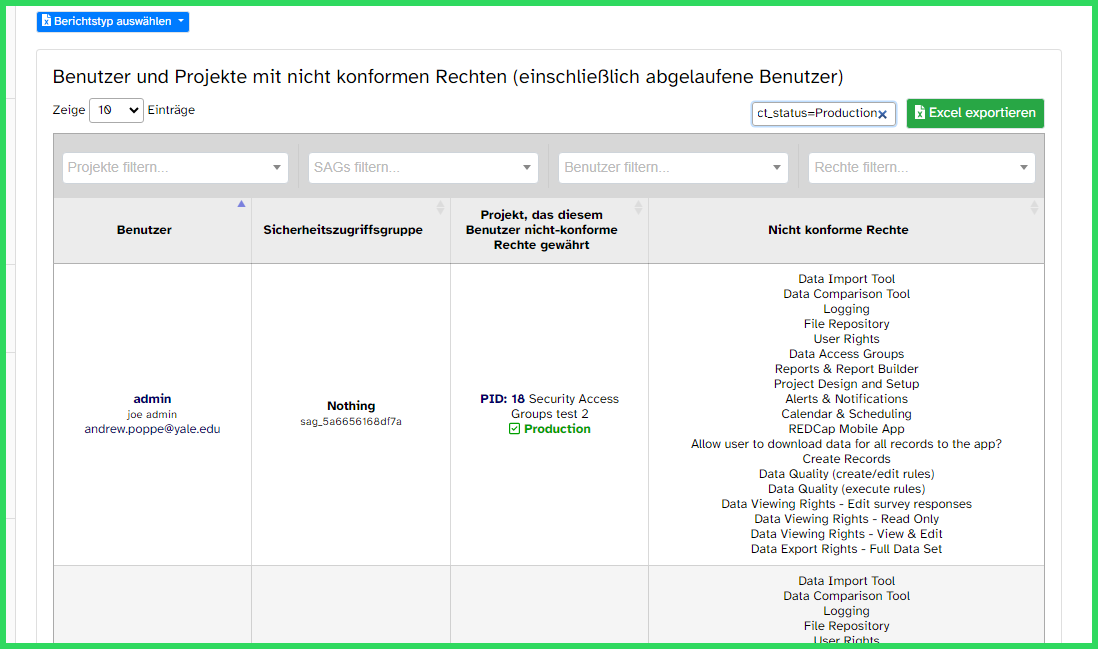 Berichtstyp auswählen
Benutzer und Projekte mit nicht konformen Rechten (einschließlich abgelaufene Benutzer)
Zeige 10 Einträge
ct_status=Production
Excel exportieren
Projekte filtern...
SAGs filtern...
Benutzer filtern...
Rechte filtern...
Benutzer
Sicherheitszugriffsgruppe
Projekt, das diesem
Benutzer nicht-konforme
Rechte gewährt
Nicht konforme Rechte
admin
joe admin
andrew.poppe@yale.edu
Nothing
sag_5a6656168df7a
PID: 18 Security Access
Groups test 2
Production
Data Import Tool
Data Comparison Tool
Logging
File Repository
User Rights
Data Access Groups
Reports & Report Builder
Project Design and Setup
Alerts & Notifications
Calendar & Scheduling
REDCap Mobile App
Allow user to download data for all records to the app?
Create Records
Data Quality (create/edit rules)
Data Quality (execute rules)
Data Viewing Rights - Edit survey responses
Data Viewing Rights - Read Only
Data Viewing Rights - View & Edit
Data Export Rights - Full Data Set
Data Import Tool
Data Comparison Tool
Logging
File Repository
User Rights